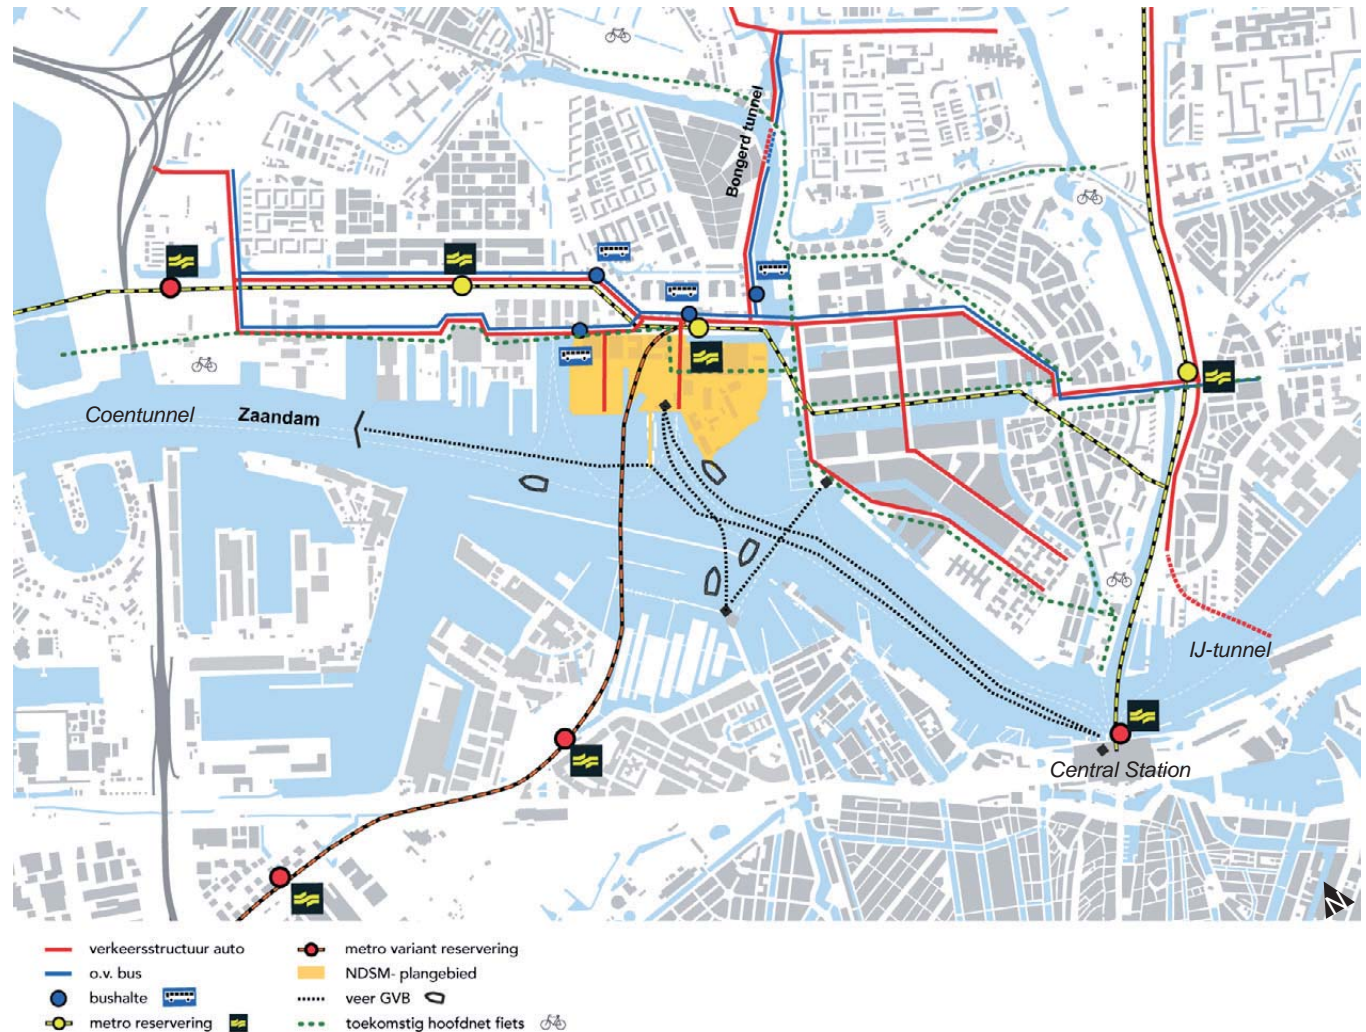 Bongerd tunnel
Coentunnel
Zaandam
IJ-tunnel
Central Station
N
verkeersstructuur auto
o.v. bus
bushalte
metro reservering
metro variant reservering
NDSM- plangebied
veer GVB
toekomstig hoofdnet fiets